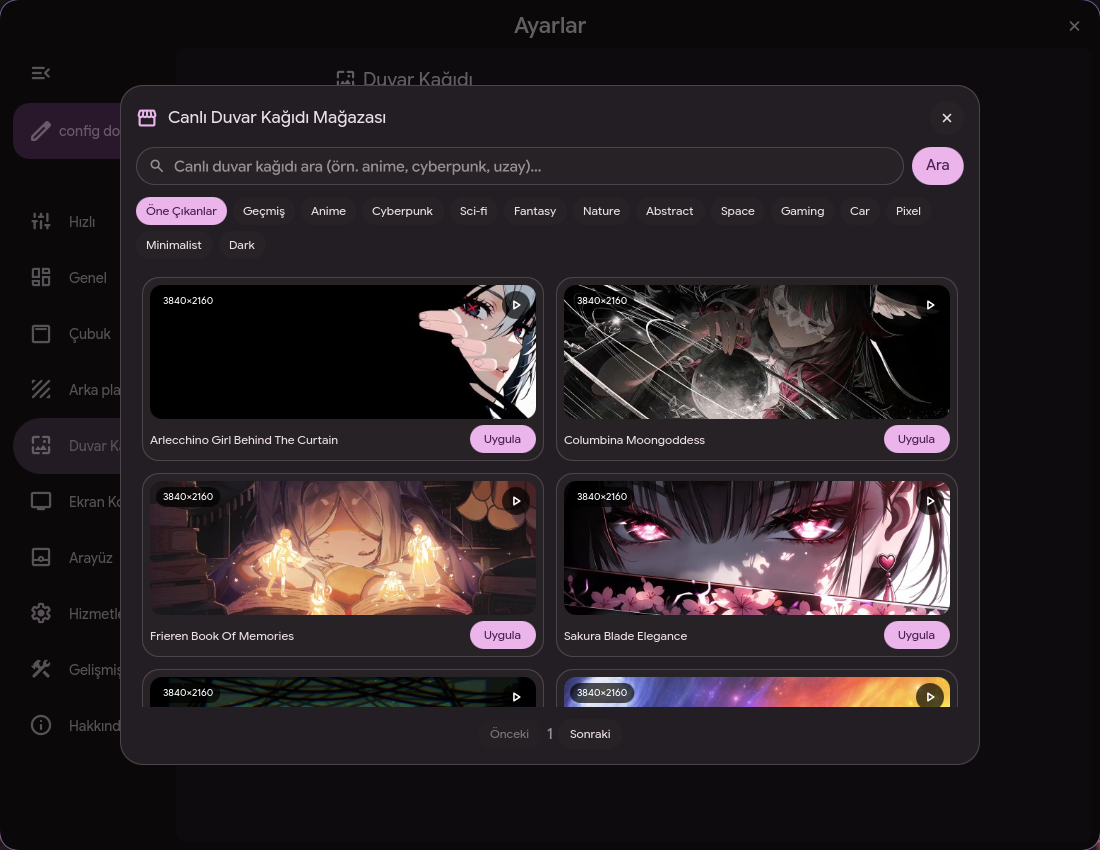 Ayarlar
Duvar Kağıdı
config do
Canlı Duvar Kağıdı Mağazası
Canlı duvar kağıdı ara (örn. anime, cyberpunk, uzay)...
Ara
Öne Çıkanlar Geçmiş Anime Cyberpunk Sci-fi Fantasy Nature Abstract Space Gaming Car Pixel
Minimalist Dark
Hızlı
Genel
Çubuk
Arka pla
Duvar Ka
Ekran Ko
Arayüz
Hizmetle
Gelişmiş
Hakkınd
3840×2160
Arlecchino Girl Behind The Curtain
Uygula
3840×2160
Columbina Moongoddess
Uygula
3840×2160
Frieren Book Of Memories
Uygula
3840×2160
Sakura Blade Elegance
Uygula
3840×2160
3840×2160
Önceki 1 Sonraki